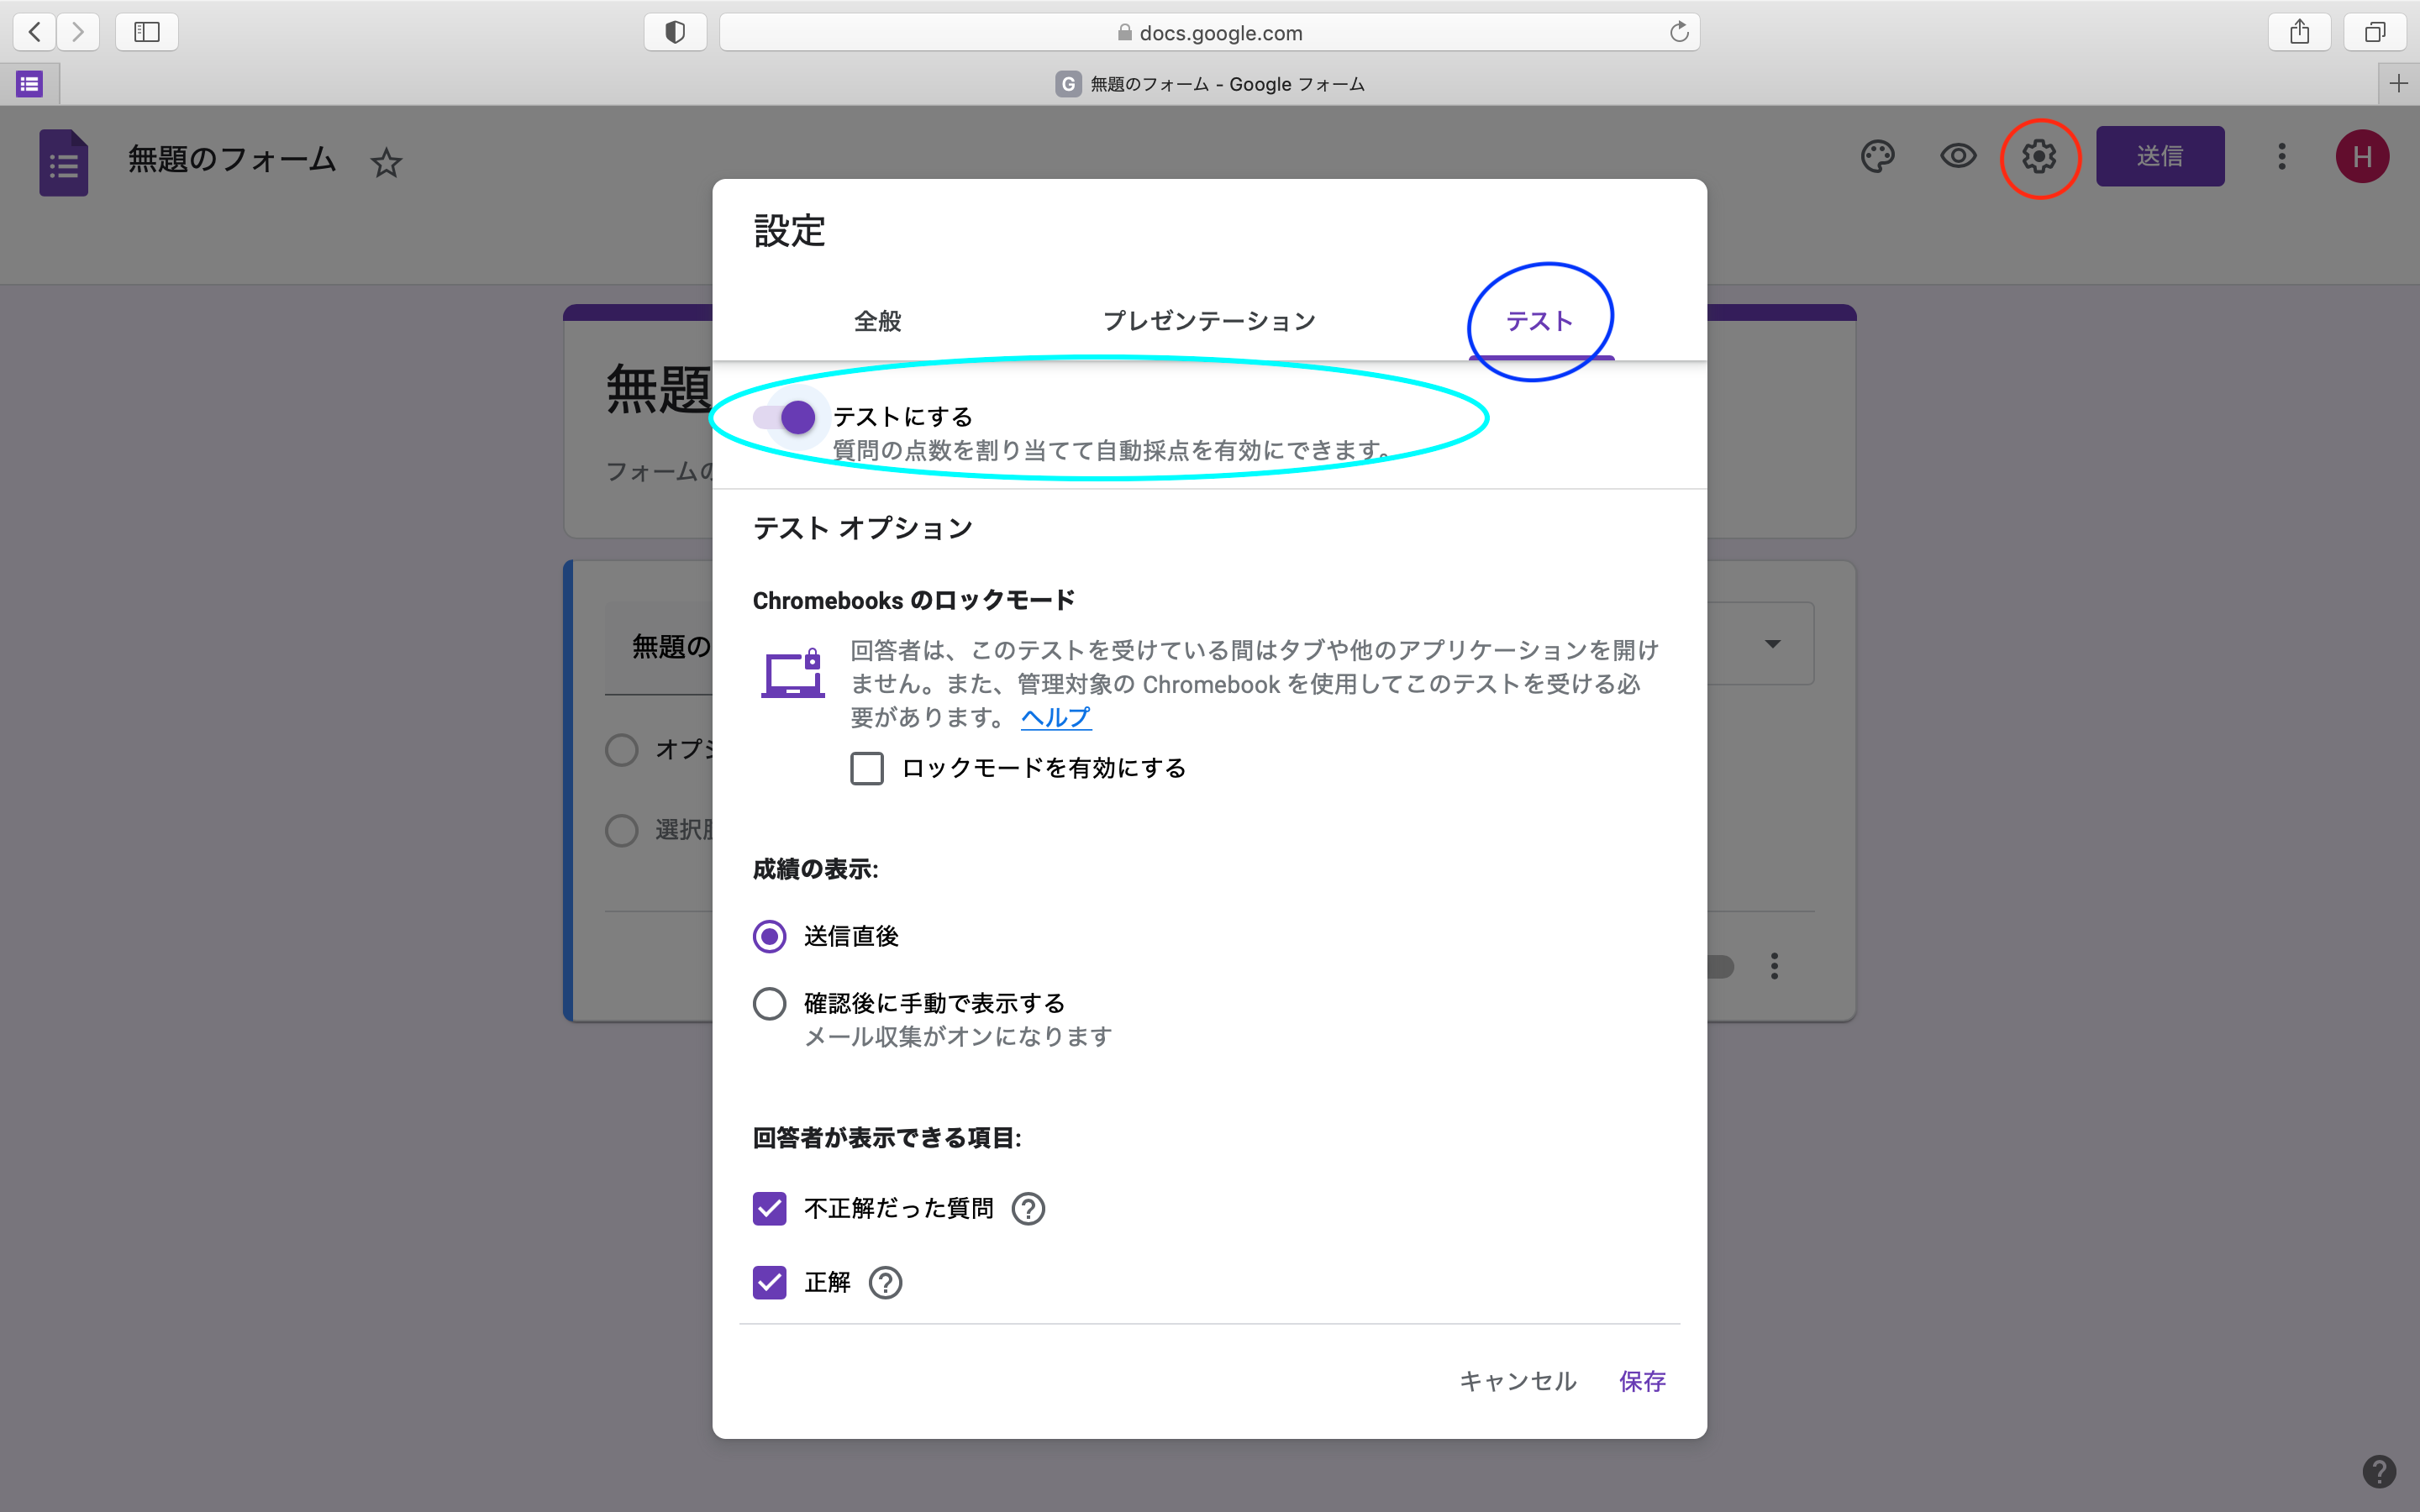 docs.google.com
G 無題のフォーム - Google フォーム
無題のフォーム
送信
H
設定
全般 プレゼンテーション テスト
無題
フォームの
テストにする
質問の点数を割り当てて自動採点を有効にできます。
テスト オプション
Chromebooks のロックモード
無題の
回答者は、このテストを受けている間はタブや他のアプリケーションを開け
ません。また、管理対象の Chromebook を使用してこのテストを受ける必
要があります。 ヘルプ
オプシ
ロックモードを有効にする
選択肢
成績の表示:
送信直後
確認後に手動で表示する
メール収集がオンになります
回答者が表示できる項目:
不正解だった質問
正解
キャンセル 保存